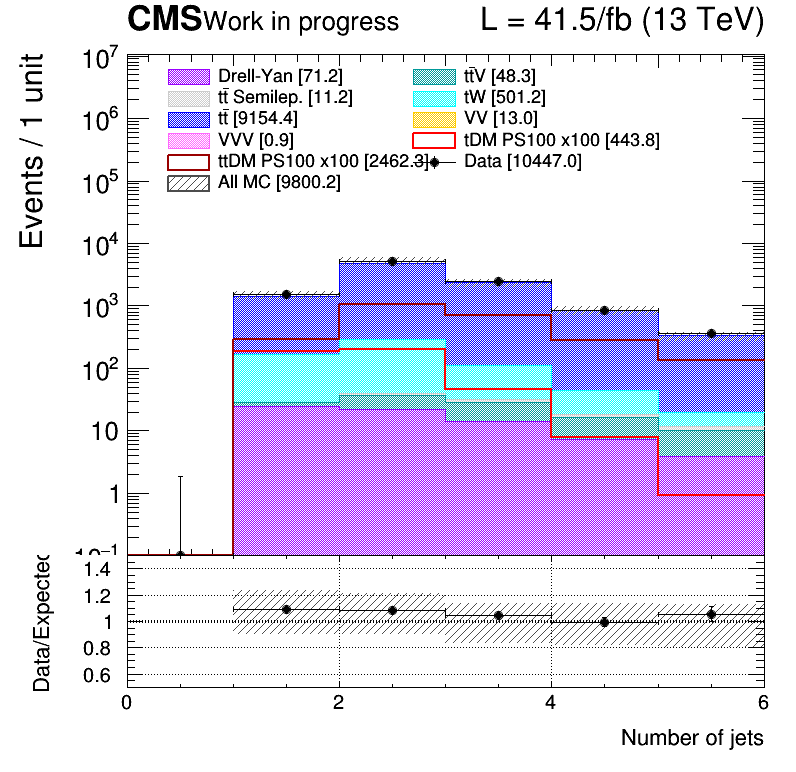 CMS Work in progress L = 41.5/fb (13 TeV)
Events / 1 unit
10⁷
10⁶
10⁵
10⁴
10³
10²
10
1
10⁻¹
Drell-Yan [71.2] tt̄V [48.3]
tt̄ Semilep. [11.2] tW [501.2]
tt̄ [9154.4] VV [13.0]
VVV [0.9] tDM PS100 x100 [443.8]
ttDM PS100 x100 [2462.3] Data [10447.0]
All MC [9800.2]
Data/Expected
1.4
1.2
1
0.8
0.6
0 2 4 6
Number of jets